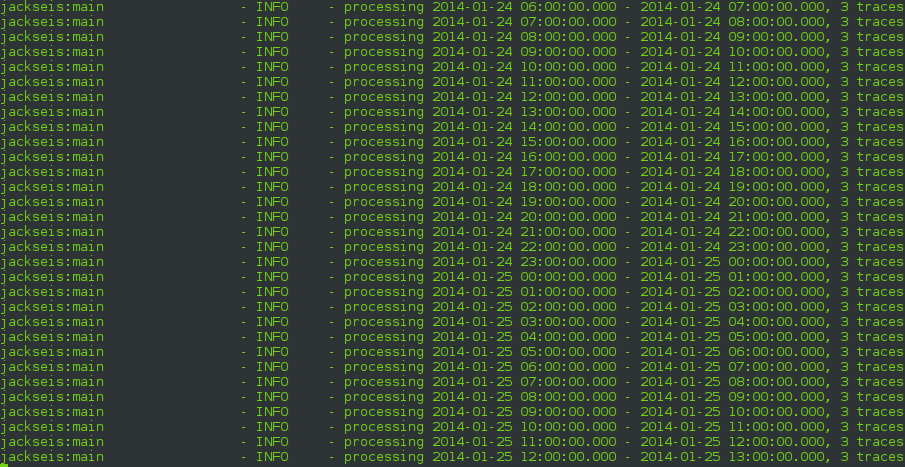 jackseis:main - INFO - processing 2014-01-24 06:00:00.000 - 2014-01-24 07:00:00.000, 3 traces
jackseis:main - INFO - processing 2014-01-24 07:00:00.000 - 2014-01-24 08:00:00.000, 3 traces
jackseis:main - INFO - processing 2014-01-24 08:00:00.000 - 2014-01-24 09:00:00.000, 3 traces
jackseis:main - INFO - processing 2014-01-24 09:00:00.000 - 2014-01-24 10:00:00.000, 3 traces
jackseis:main - INFO - processing 2014-01-24 10:00:00.000 - 2014-01-24 11:00:00.000, 3 traces
jackseis:main - INFO - processing 2014-01-24 11:00:00.000 - 2014-01-24 12:00:00.000, 3 traces
jackseis:main - INFO - processing 2014-01-24 12:00:00.000 - 2014-01-24 13:00:00.000, 3 traces
jackseis:main - INFO - processing 2014-01-24 13:00:00.000 - 2014-01-24 14:00:00.000, 3 traces
jackseis:main - INFO - processing 2014-01-24 14:00:00.000 - 2014-01-24 15:00:00.000, 3 traces
jackseis:main - INFO - processing 2014-01-24 15:00:00.000 - 2014-01-24 16:00:00.000, 3 traces
jackseis:main - INFO - processing 2014-01-24 16:00:00.000 - 2014-01-24 17:00:00.000, 3 traces
jackseis:main - INFO - processing 2014-01-24 17:00:00.000 - 2014-01-24 18:00:00.000, 3 traces
jackseis:main - INFO - processing 2014-01-24 18:00:00.000 - 2014-01-24 19:00:00.000, 3 traces
jackseis:main - INFO - processing 2014-01-24 19:00:00.000 - 2014-01-24 20:00:00.000, 3 traces
jackseis:main - INFO - processing 2014-01-24 20:00:00.000 - 2014-01-24 21:00:00.000, 3 traces
jackseis:main - INFO - processing 2014-01-24 21:00:00.000 - 2014-01-24 22:00:00.000, 3 traces
jackseis:main - INFO - processing 2014-01-24 22:00:00.000 - 2014-01-24 23:00:00.000, 3 traces
jackseis:main - INFO - processing 2014-01-24 23:00:00.000 - 2014-01-25 00:00:00.000, 3 traces
jackseis:main - INFO - processing 2014-01-25 00:00:00.000 - 2014-01-25 01:00:00.000, 3 traces
jackseis:main - INFO - processing 2014-01-25 01:00:00.000 - 2014-01-25 02:00:00.000, 3 traces
jackseis:main - INFO - processing 2014-01-25 02:00:00.000 - 2014-01-25 03:00:00.000, 3 traces
jackseis:main - INFO - processing 2014-01-25 03:00:00.000 - 2014-01-25 04:00:00.000, 3 traces
jackseis:main - INFO - processing 2014-01-25 04:00:00.000 - 2014-01-25 05:00:00.000, 3 traces
jackseis:main - INFO - processing 2014-01-25 05:00:00.000 - 2014-01-25 06:00:00.000, 3 traces
jackseis:main - INFO - processing 2014-01-25 06:00:00.000 - 2014-01-25 07:00:00.000, 3 traces
jackseis:main - INFO - processing 2014-01-25 07:00:00.000 - 2014-01-25 08:00:00.000, 3 traces
jackseis:main - INFO - processing 2014-01-25 08:00:00.000 - 2014-01-25 09:00:00.000, 3 traces
jackseis:main - INFO - processing 2014-01-25 09:00:00.000 - 2014-01-25 10:00:00.000, 3 traces
jackseis:main - INFO - processing 2014-01-25 10:00:00.000 - 2014-01-25 11:00:00.000, 3 traces
jackseis:main - INFO - processing 2014-01-25 11:00:00.000 - 2014-01-25 12:00:00.000, 3 traces
jackseis:main - INFO - processing 2014-01-25 12:00:00.000 - 2014-01-25 13:00:00.000, 3 traces